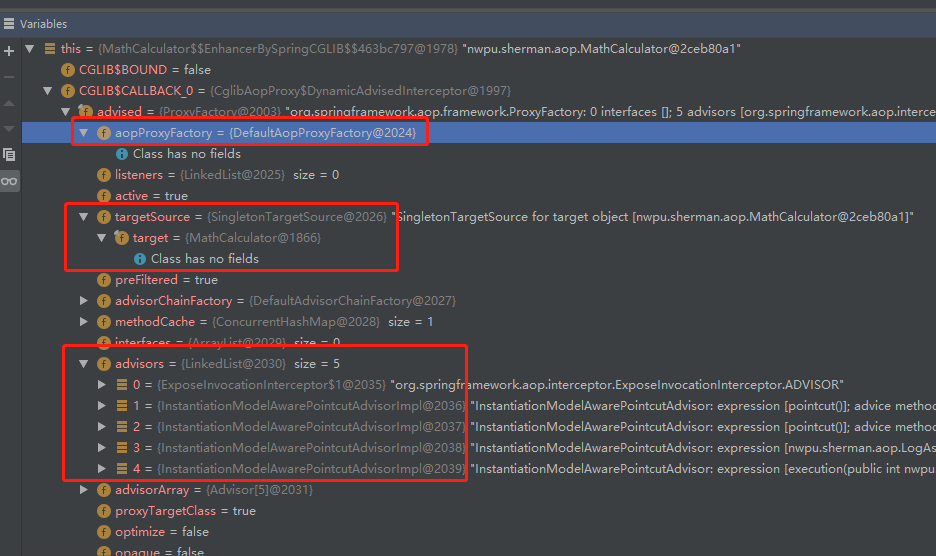 Variables
this = {MathCalculator$$EnhancerBySpringCGLIB$$463bc797@1978} "nwpu.sherman.aop.MathCalculator@2ceb80a1"
CGLIB$BOUND = false
CGLIB$CALLBACK_0 = {CglibAopProxy$DynamicAdvisedInterceptor@1997}
advised = {ProxyFactory@2003} "org.springframework.aop.framework.ProxyFactory: 0 interfaces []; 5 advisors [org.springframework.aop.interce
aopProxyFactory = {DefaultAopProxyFactory@2024}
Class has no fields
listeners = {LinkedList@2025} size = 0
active = true
targetSource = {SingletonTargetSource@2026} "SingletonTargetSource for target object [nwpu.sherman.aop.MathCalculator@2ceb80a1]"
target = {MathCalculator@1866}
Class has no fields
preFiltered = true
advisorChainFactory = {DefaultAdvisorChainFactory@2027}
methodCache = {ConcurrentHashMap@2028} size = 1
interfaces = {ArrayList@2029} size = 0
advisors = {LinkedList@2030} size = 5
0 = {ExposeInvocationInterceptor$1@2035} "org.springframework.aop.interceptor.ExposeInvocationInterceptor.ADVISOR"
1 = {InstantiationModelAwarePointcutAdvisorImpl@2036} "InstantiationModelAwarePointcutAdvisor: expression [pointcut()]; advice metho
2 = {InstantiationModelAwarePointcutAdvisorImpl@2037} "InstantiationModelAwarePointcutAdvisor: expression [pointcut()]; advice metho
3 = {InstantiationModelAwarePointcutAdvisorImpl@2038} "InstantiationModelAwarePointcutAdvisor: expression [nwpu.sherman.aop.LogAs
4 = {InstantiationModelAwarePointcutAdvisorImpl@2039} "InstantiationModelAwarePointcutAdvisor: expression [execution(public int nwpu
advisorArray = {Advisor[5]@2031}
proxyTargetClass = true
optimize = false
opaque = false